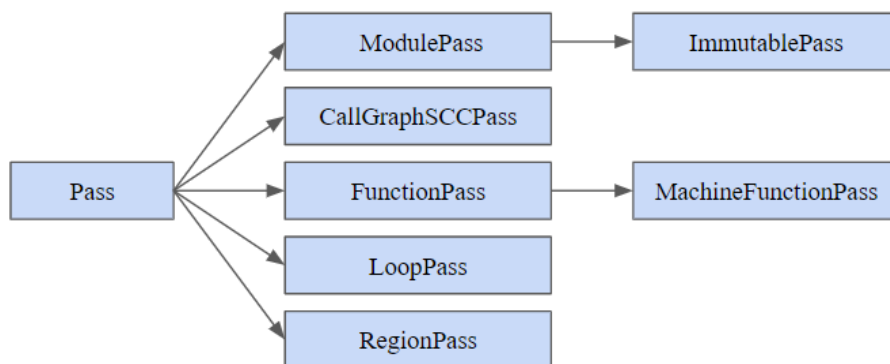 ModulePass
ImmutablePass
CallGraphSCCPass
Pass
FunctionPass
MachineFunctionPass
LoopPass
RegionPass